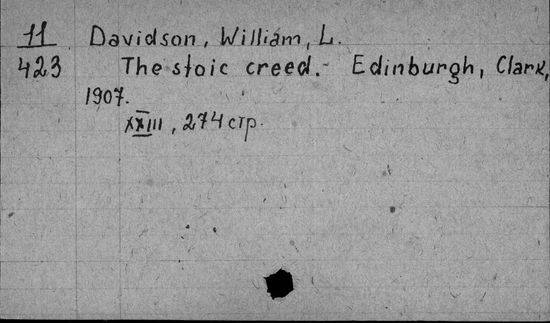 11 Davidson, William, L.
423 The stoic creed.- Edinburgh, Clark,
1907.
XXIII, 274 стр.